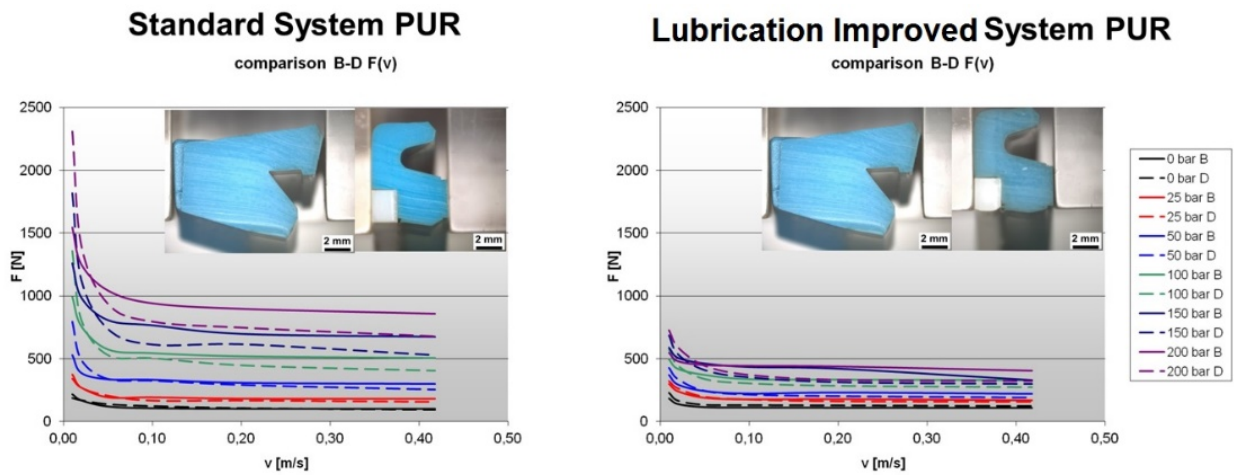 Standard System PUR
comparison B-D F(v)
2500
2000
1500
1000
500
0
0,00
0,10
0,20
0,30
0,40
0,50
F [N]
v [m/s]
2 mm
2 mm
Lubrication Improved System PUR
comparison B-D F(v)
2500
2000
1500
1000
500
0
0,00
0,10
0,20
0,30
0,40
0,50
F [N]
v [m/s]
2 mm
2 mm
0 bar B
0 bar D
25 bar B
25 bar D
50 bar B
50 bar D
100 bar B
100 bar D
150 bar B
150 bar D
200 bar B
200 bar D